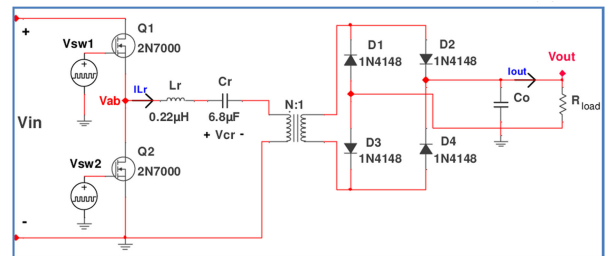 +
Q1
2N7000
Vsw1
Vab
ILr
Lr
0.22µH
Cr
6.8µF
+ Vcr -
N:1
Vin
Vsw2
Q2
2N7000
-
D1
1N4148
D2
1N4148
D3
1N4148
D4
1N4148
Iout
Vout
Co
Rload